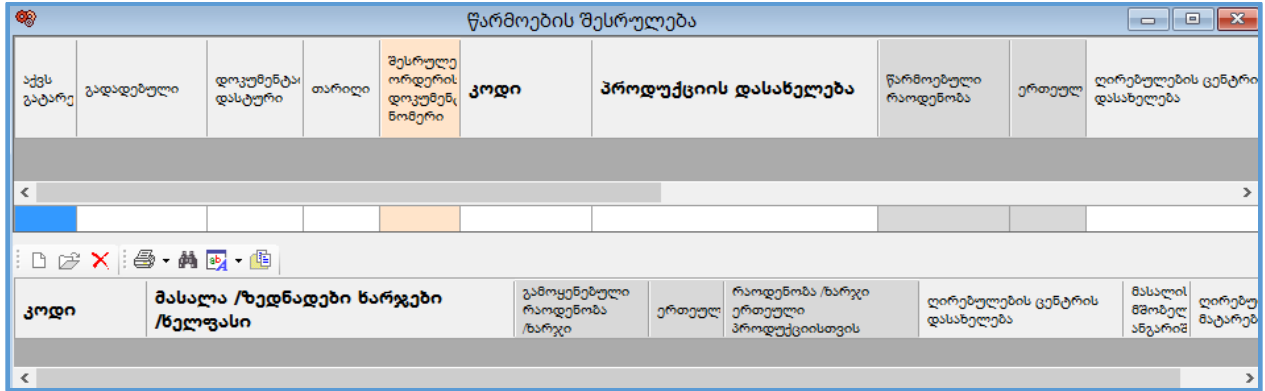 წარმოების შესრულება
აქვს
გატარე
გადადებული
დოკუმენტა
დასტური
თარიღი
შესრულე
ორდერის
დოკუმენ
ნომერი
კოდი
პროდუქციის დასახელება
წარმოებული
რაოდენობა
ერთეულ
ღირებულების ცენტრი
დასახელება
კოდი
მასალა /ზედნადები ხარჯები
/ხელფასი
გამოყენებული
რაოდენობა
/ხარჯი
ერთეულ
რაოდენობა /ხარჯი
ერთეული
პროდუქციისთვის
ღირებულების ცენტრის
დასახელება
მასალის
მშობელ
ანგარიშ
ღირებუ
მატარებ